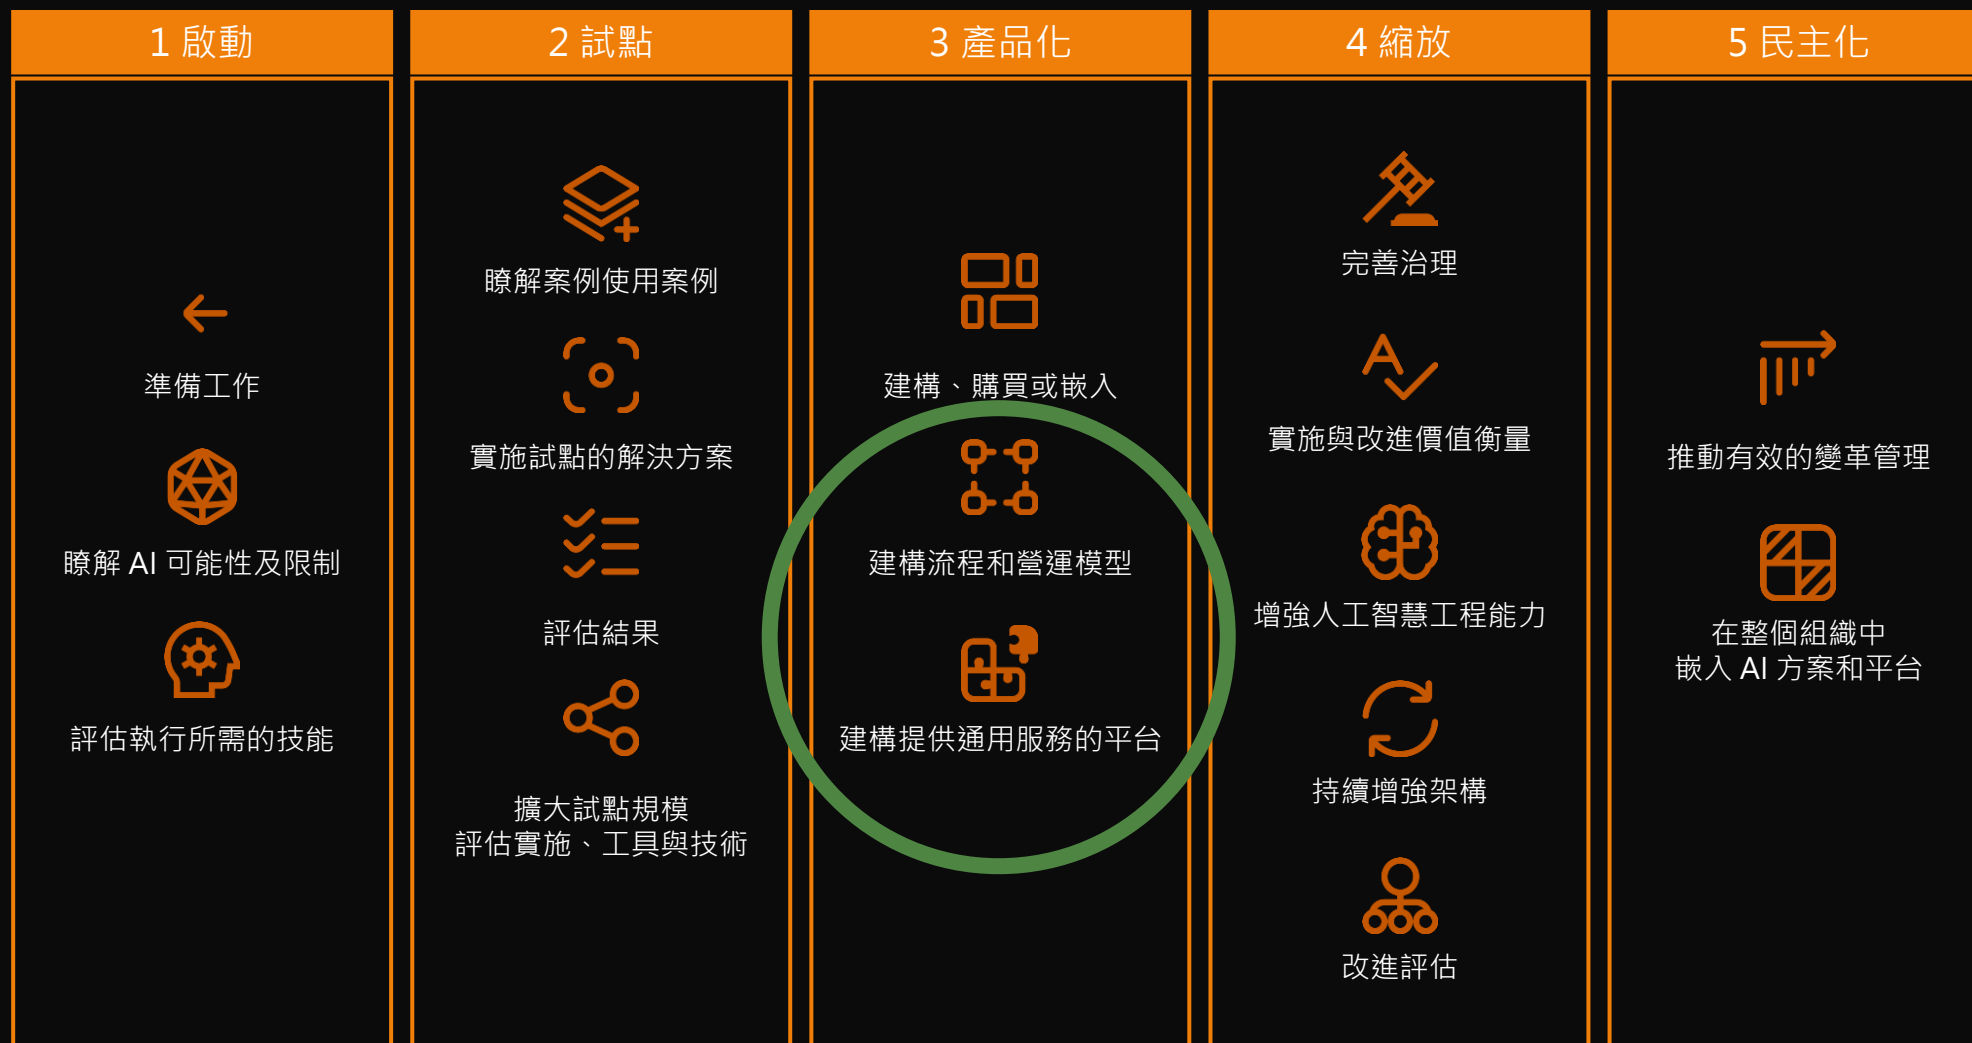 1 啟動
準備工作
瞭解 AI 可能性及限制
評估執行所需的技能
2 試點
瞭解案例使用案例
實施試點的解決方案
評估結果
擴大試點規模
評估實施、工具與技術
3 產品化
建構、購買或嵌入
建構流程和營運模型
建構提供通用服務的平台
4 縮放
完善治理
實施與改進價值衡量
增強人工智慧工程能力
持續增強架構
改進評估
5 民主化
推動有效的變革管理
在整個組織中
嵌入 AI 方案和平台